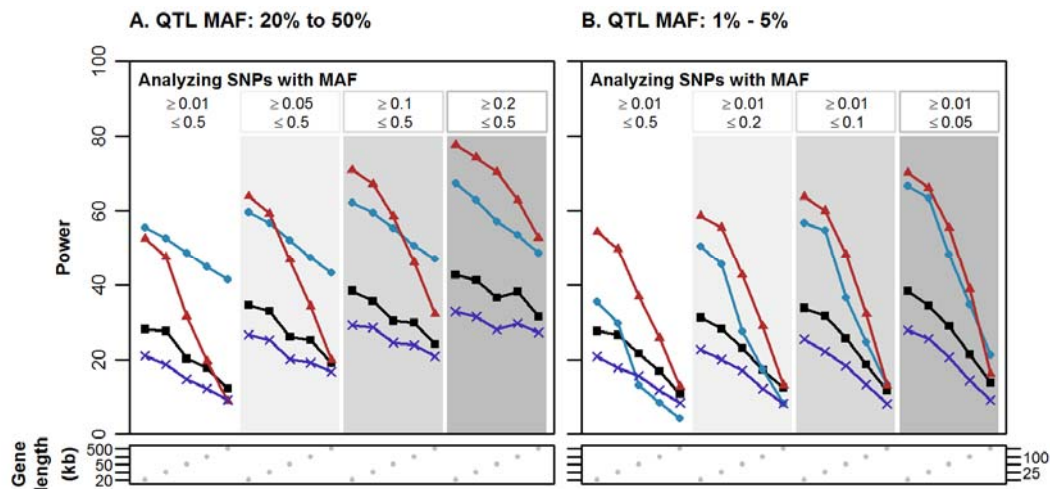 A. QTL MAF: 20% to 50%
B. QTL MAF: 1% - 5%
Analyzing SNPs with MAF
≥ 0.01 ≥ 0.05 ≥ 0.1 ≥ 0.2
≤ 0.5 ≤ 0.5 ≤ 0.5 ≤ 0.5
Analyzing SNPs with MAF
≥ 0.01 ≥ 0.01 ≥ 0.01 ≥ 0.01
≤ 0.5 ≤ 0.2 ≤ 0.1 ≤ 0.05
Power
100
80
60
40
20
0
Gene
length
(kb)
500
50
20
100
25